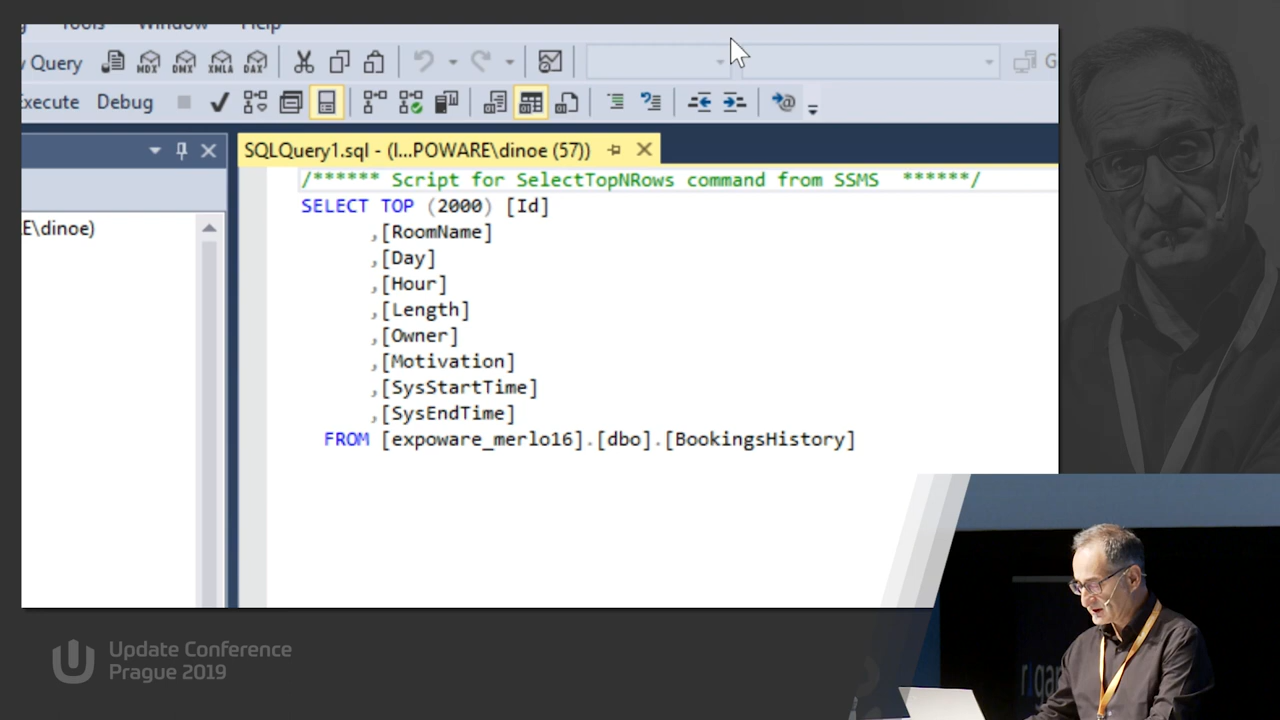 Tools Window Help
Query MDX DMX XMLA DAX
Execute Debug
SQLQuery1.sql - (l...POWARE\dinoe (57))
E\dinoe)
/****** Script for SelectTopNRows command from SSMS ******/
SELECT TOP (2000) [Id]
,[RoomName]
,[Day]
,[Hour]
,[Length]
,[Owner]
,[Motivation]
,[SysStartTime]
,[SysEndTime]
FROM [expoware_merlo16].[dbo].[BookingsHistory]
Update Conference
Prague 2019